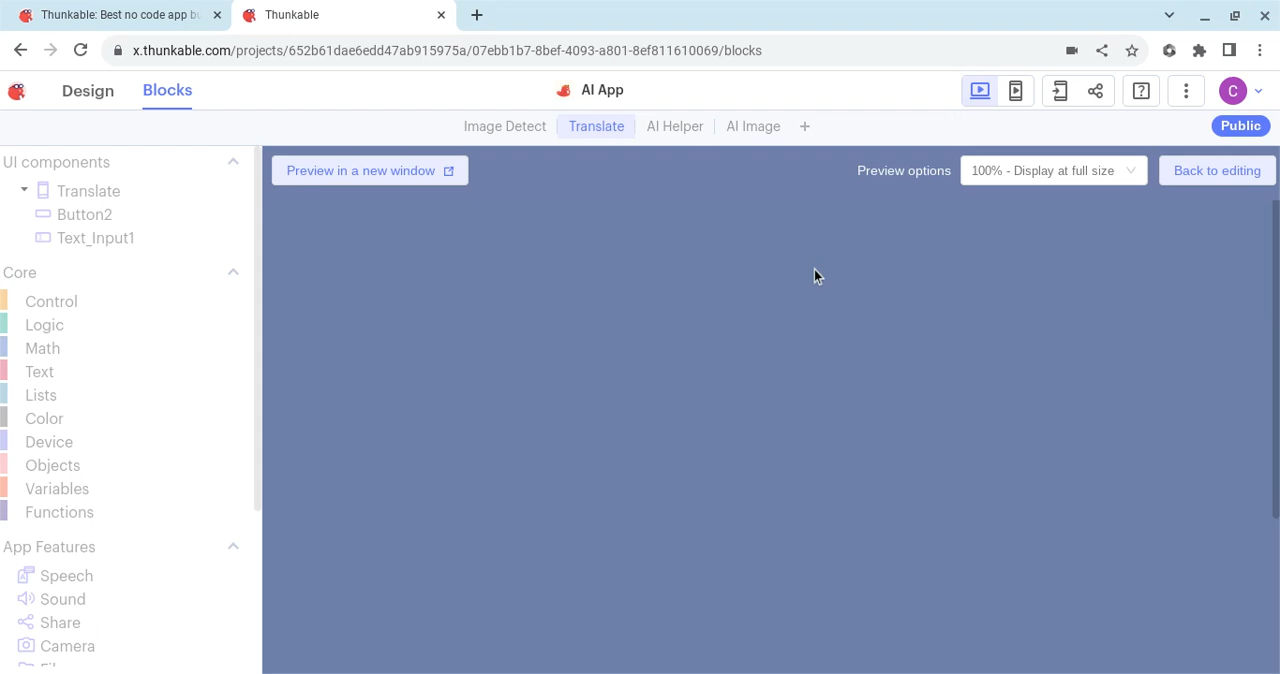 Thunkable: Best no code app bu
Thunkable
x.thunkable.com/projects/652b61dae6edd47ab915975a/07ebb1b7-8bef-4093-a801-8ef811610069/blocks
Design
Blocks
AI App
C
Image Detect
Translate
AI Helper
AI Image
Public
UI components
Translate
Button2
Text_Input1
Core
Control
Logic
Math
Text
Lists
Color
Device
Objects
Variables
Functions
App Features
Speech
Sound
Share
Camera
Preview in a new window
Preview options
100% - Display at full size
Back to editing